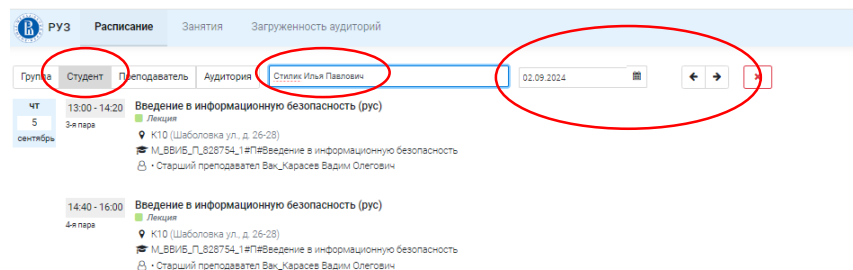 РУЗ Расписание Занятия Загруженность аудиторий
Группа Студент Преподаватель Аудитория Стилик Илья Павлович 02.09.2024
чт 13:00 - 14:20 Введение в информационную безопасность (рус)
5 3-я пара Лекция
сентябрь К10 (Шаболовка ул., д. 26-28)
М_ВВИБ_П_828754_1#П#Введение в информационную безопасность
• Старший преподавател Вак_Карасев Вадим Олегович
14:40 - 16:00 Введение в информационную безопасность (рус)
4-я пара Лекция
К10 (Шаболовка ул., д. 26-28)
М_ВВИБ_П_828754_1#П#Введение в информационную безопасность
• Старший преподавател Вак_Карасев Вадим Олегович